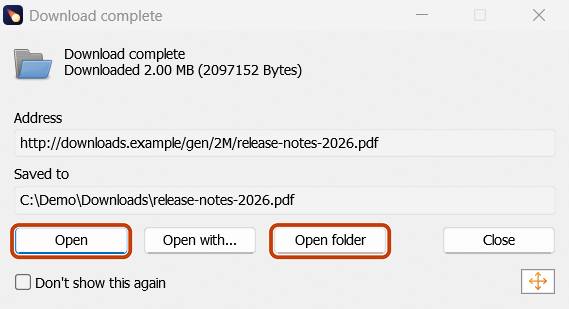 Download complete
Download complete
Downloaded 2.00 MB (2097152 Bytes)
Address
http://downloads.example/gen/2M/release-notes-2026.pdf
Saved to
C:\Demo\Downloads\release-notes-2026.pdf
Open
Open with...
Open folder
Close
Don't show this again